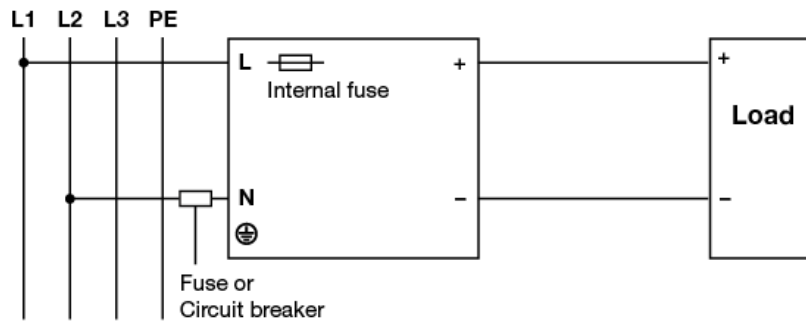 L1 L2 L3 PE
L
Internal fuse
+
+
Load
N
−
−
Fuse or
Circuit breaker